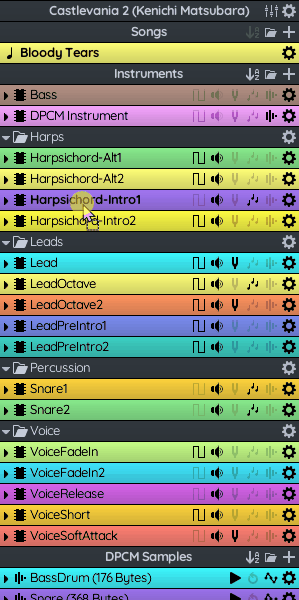 Castlevania 2 (Kenichi Matsubara)
Songs
Bloody Tears
Instruments
Bass
DPCM Instrument
Harps
Harpsichord-Alt1
Harpsichord-Alt2
Harpsichord-Intro1
Harpsichord-Intro2
Leads
Lead
LeadOctave
LeadOctave2
LeadPreIntro1
LeadPreIntro2
Percussion
Snare1
Snare2
Voice
VoiceFadeIn
VoiceFadeIn2
VoiceRelease
VoiceShort
VoiceSoftAttack
DPCM Samples
BassDrum (176 Bytes)
Snare (368 Bytes)